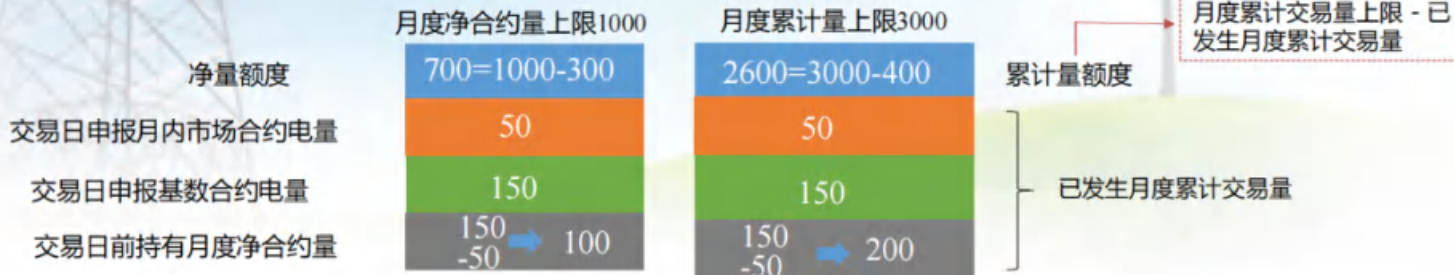 月度净合约量上限1000
月度累计量上限3000
月度累计交易量上限 - 已
发生月度累计交易量
净量额度
700=1000-300
2600=3000-400
累计量额度
交易日申报月内市场合约电量
50
50
交易日申报基数合约电量
150
150
已发生月度累计交易量
交易日前持有月度净合约量
150
-50
100
150
-50
200